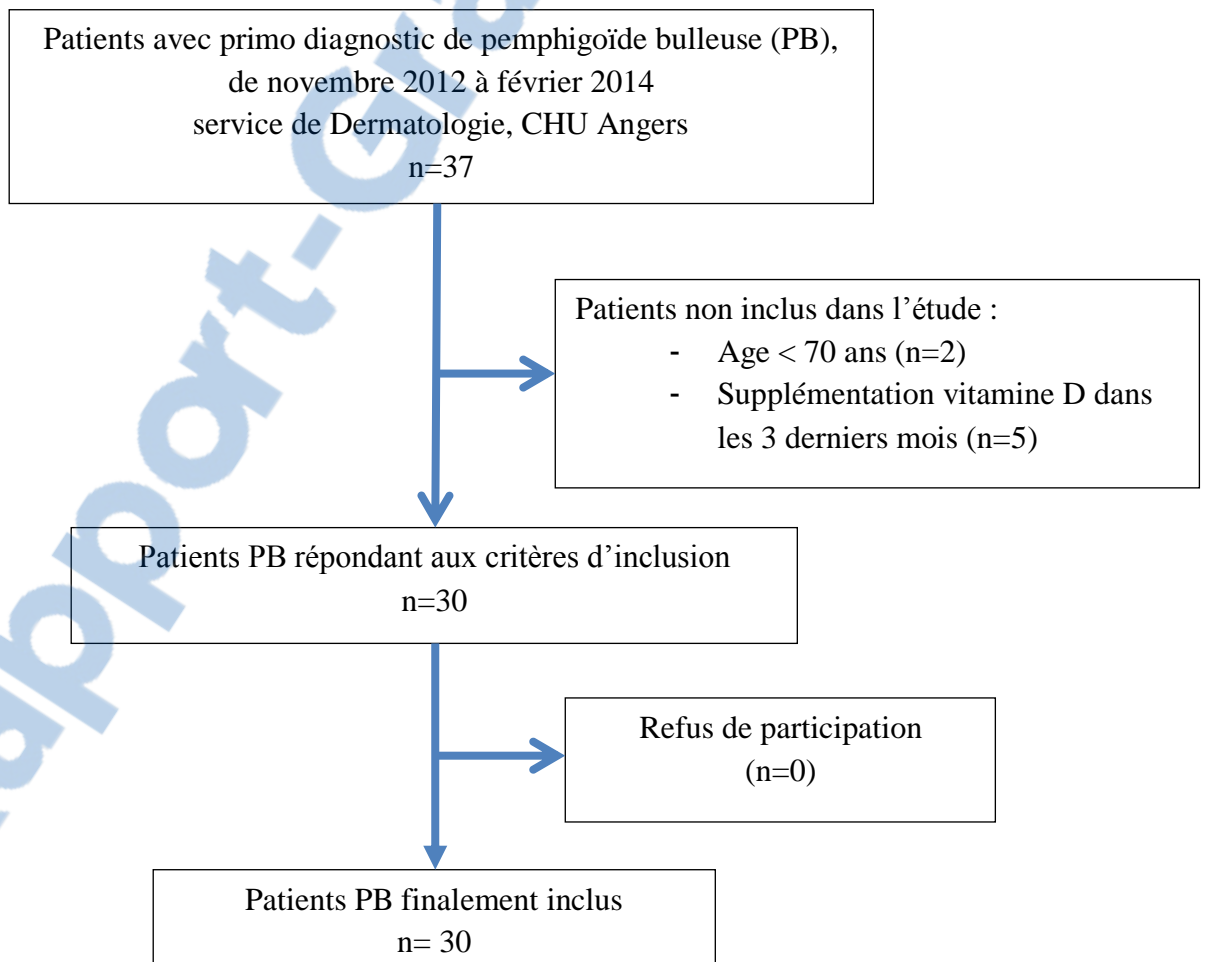 Patients avec primo diagnostic de pemphigoïde bulleuse (PB),
de novembre 2012 à février 2014
service de Dermatologie, CHU Angers
n=37
Patients non inclus dans l’étude :
- Age < 70 ans (n=2)
- Supplémentation vitamine D dans
les 3 derniers mois (n=5)
Patients PB répondant aux critères d’inclusion
n=30
Refus de participation
(n=0)
Patients PB finalement inclus
n= 30